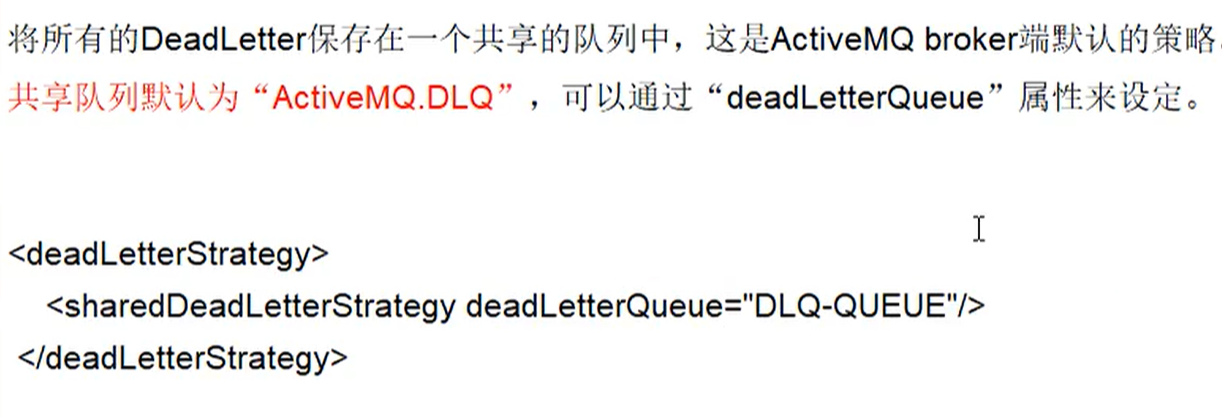 将所有的DeadLetter保存在一个共享的队列中，这是ActiveMQ broker端默认的策略.
共享队列默认为“ActiveMQ.DLQ”，可以通过“deadLetterQueue”属性来设定。
<deadLetterStrategy>
<sharedDeadLetterStrategy deadLetterQueue="DLQ-QUEUE"/>
</deadLetterStrategy>